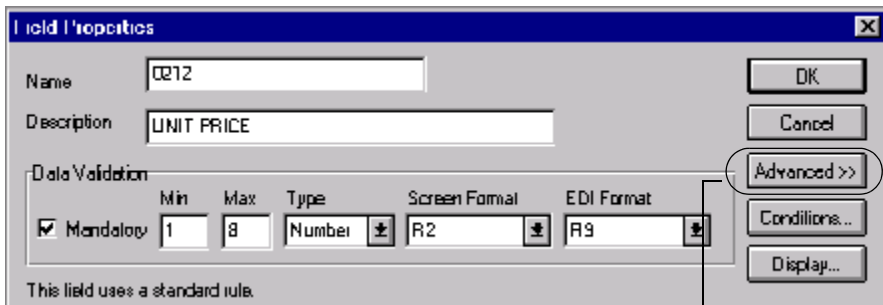 Field Properties
Name 0212 OK
Description UNIT PRICE Cancel
Data Validation Advanced >>
Min Max Type Screen Format EDI Format
Mandatory 1 8 Number R2 R9 Conditions...
Display...
This field uses a standard rule.